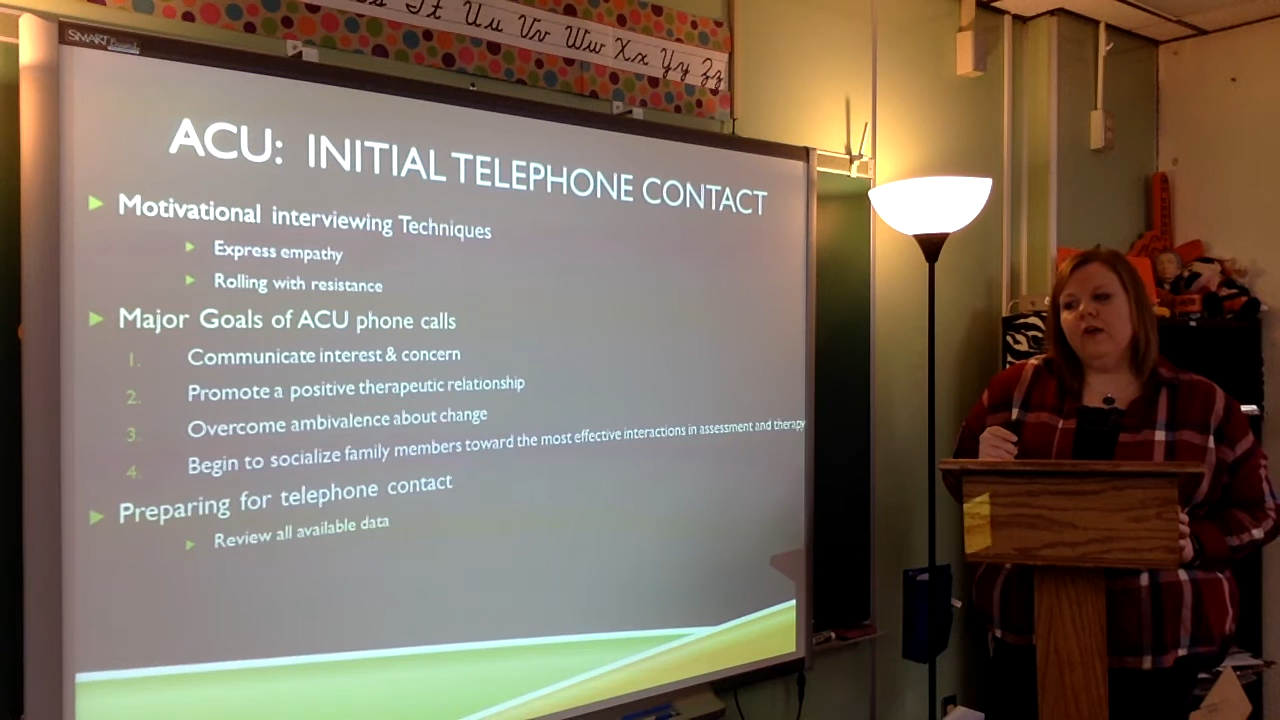 Tt Uu Vv Ww Xx Yy Zz
SMART Board
ACU: INITIAL TELEPHONE CONTACT
Motivational interviewing Techniques
Express empathy
Rolling with resistance
Major Goals of ACU phone calls
1. Communicate interest & concern
2. Promote a positive therapeutic relationship
3. Overcome ambivalence about change
4. Begin to socialize family members toward the most effective interactions in assessment and therapy
Preparing for telephone contact
Review all available data